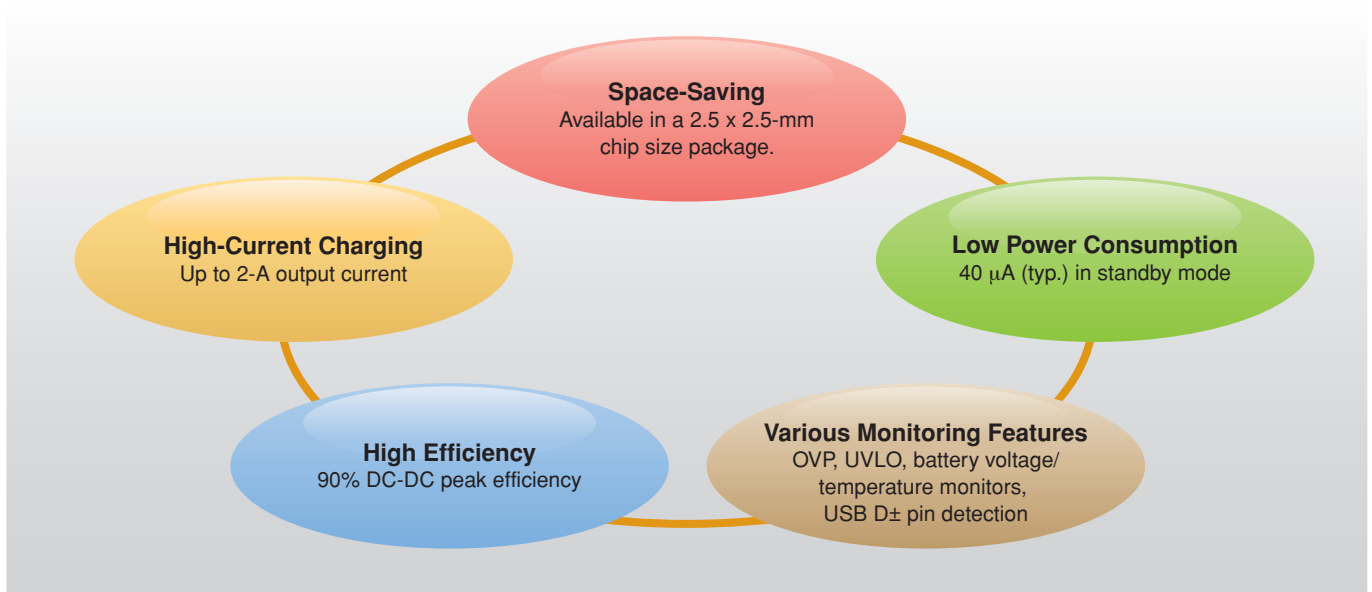 Space-Saving
Available in a 2.5 x 2.5-mm
chip size package.
High-Current Charging
Up to 2-A output current
Low Power Consumption
40 μA (typ.) in standby mode
High Efficiency
90% DC-DC peak efficiency
Various Monitoring Features
OVP, UVLO, battery voltage/
temperature monitors,
USB D± pin detection